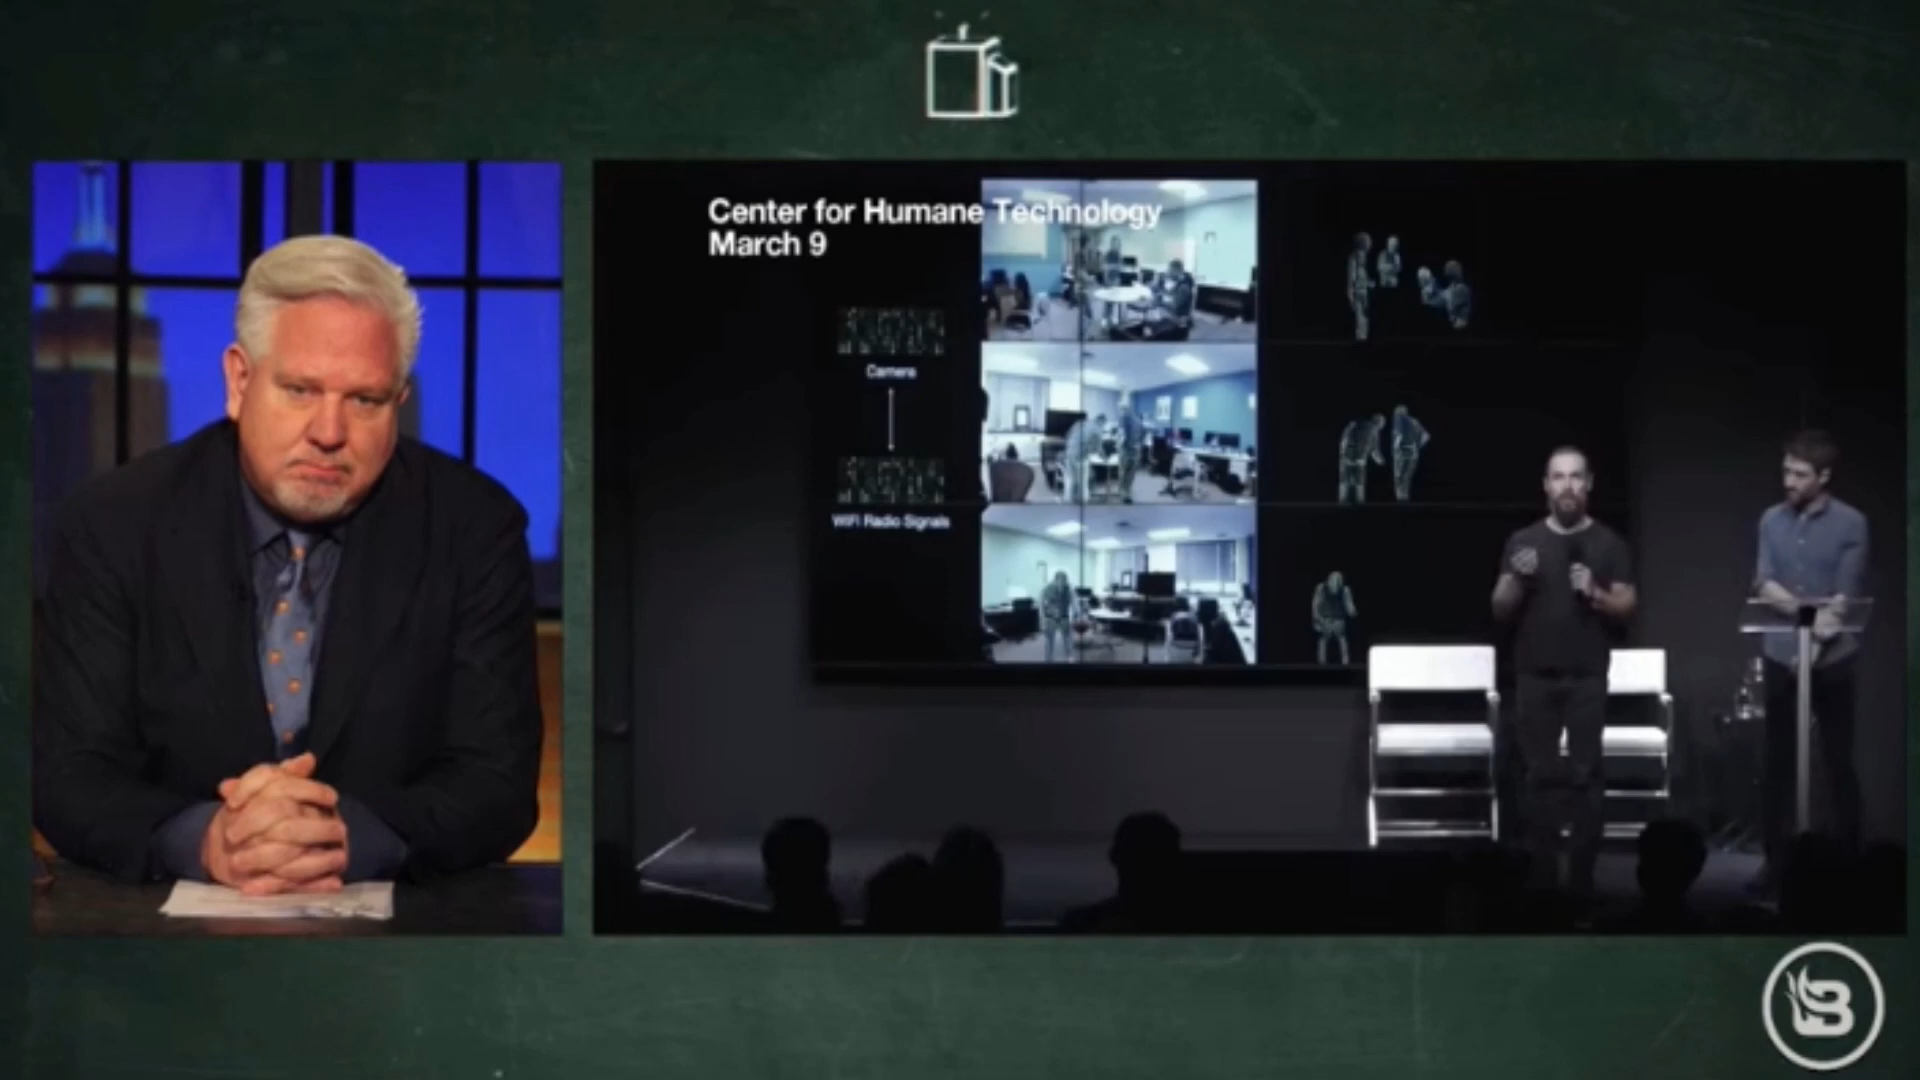 Center for Humane Technology
March 9
Camera
WiFi Radio Signals
B